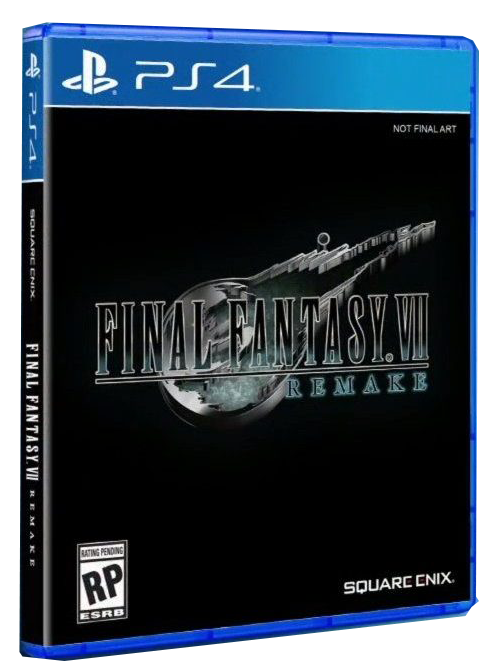 PS4
NOT FINAL ART
FINAL FANTASY. VII
REMAKE
RATING PENDING
RP
ESRB
SQUARE ENIX.
PS4
SQUARE ENIX.
FINAL FANTASY. VII REMAKE